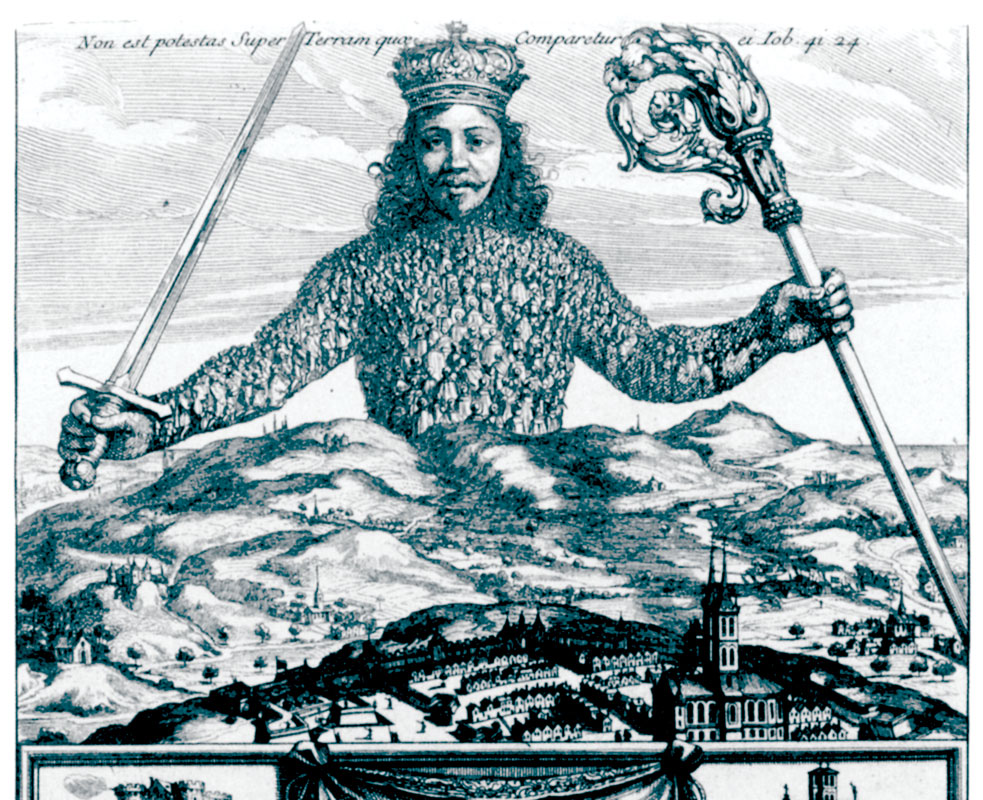 Non est potestas Super Terram quæ Comparetur ei Iob. 41 24.